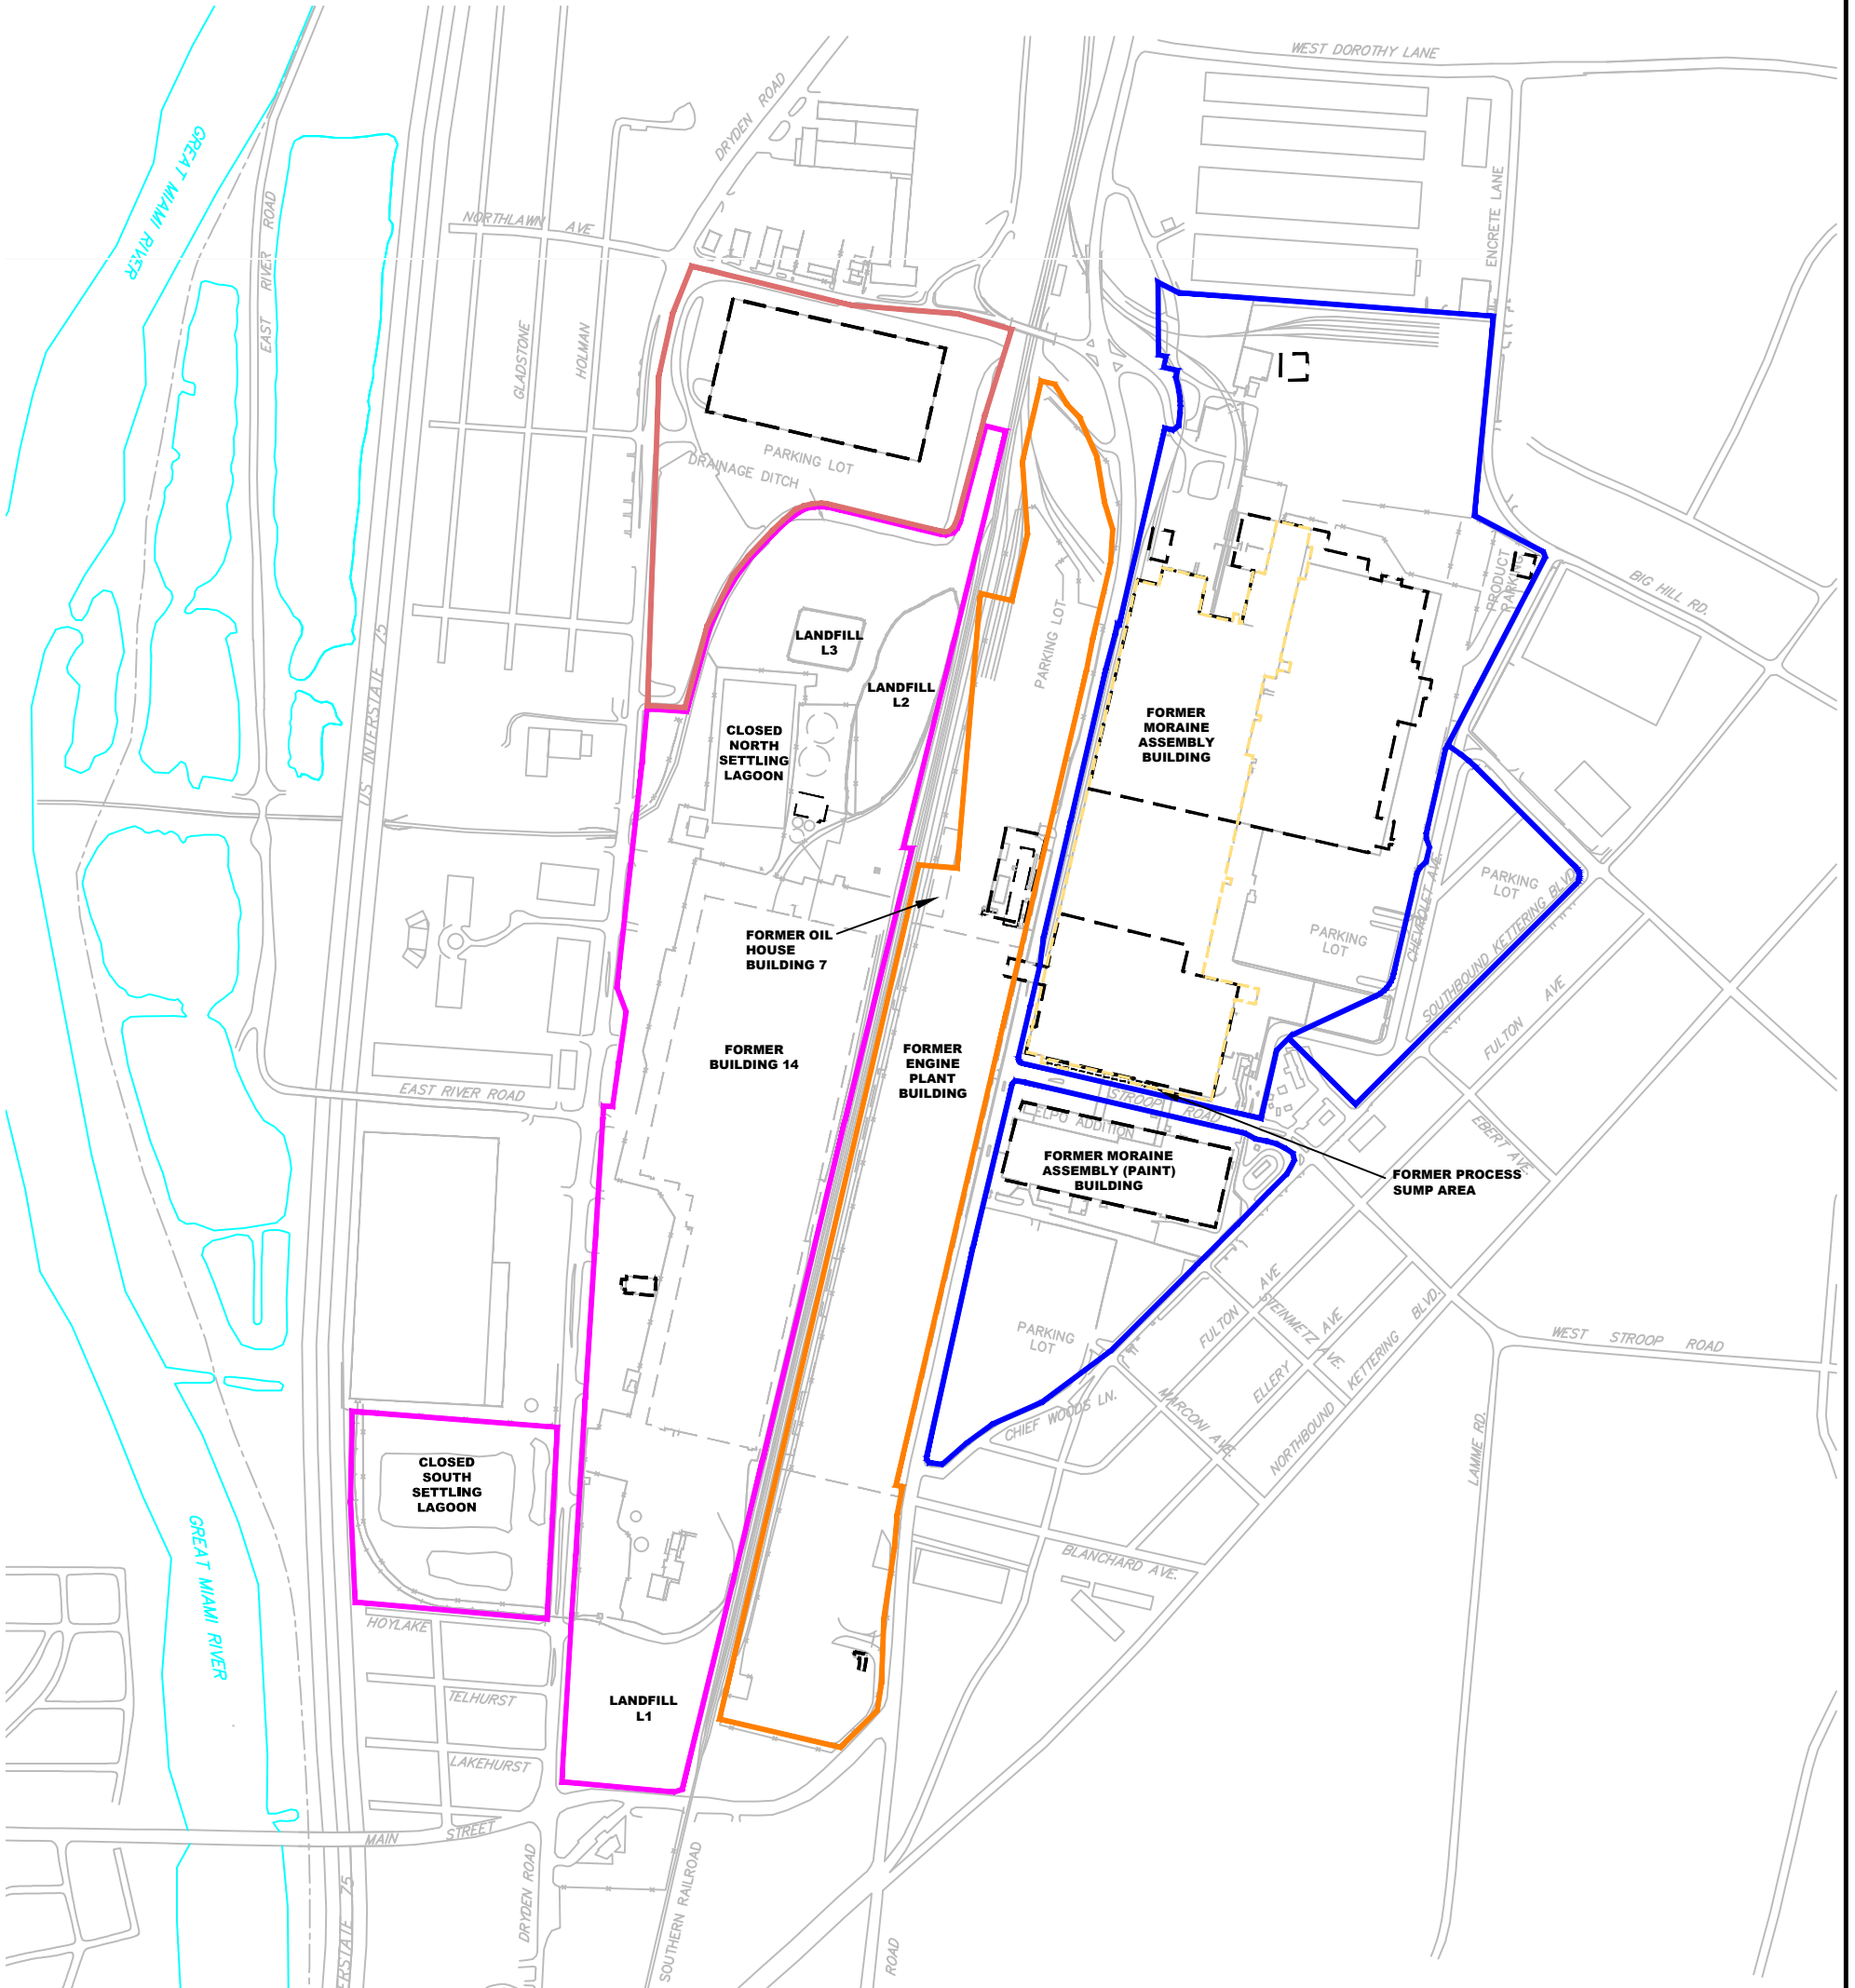 WEST DOROTHY LANE
DRYDEN ROAD
GREAT MIAMI RIVER
EAST RIVER ROAD
NORTHLAWN AVE
ENCRETE LANE
GLADSTONE
HOLMAN
PARKING LOT
DRAINAGE DITCH
PRODUCT
PARKING
BIG HILL RD.
PARKING LOT
LANDFILL
L3
LANDFILL
L2
US INTERSTATE 75
CLOSED
NORTH
SETTLING
LAGOON
FORMER
MORAINE
ASSEMBLY
BUILDING
PARKING
LOT
CHEVROLET AVE.
SOUTHBOUND KETTERING BLVD.
FORMER OIL
HOUSE
BUILDING 7
PARKING
LOT
FULTON AVE
FORMER
BUILDING 14
FORMER
ENGINE
PLANT
BUILDING
EAST RIVER ROAD
STROOP ROAD
ELPO ADDITION
EBERT AVE
FORMER MORAINE
ASSEMBLY (PAINT)
BUILDING
FORMER PROCESS
SUMP AREA
FULTON AVE
STEINMETZ AVE.
ELLERY AVE.
NORTHBOUND KETTERING BLVD.
PARKING
LOT
WEST STROOP ROAD
CHIEF WOODS LN.
MARCONI AVE
LAMME RD.
CLOSED
SOUTH
SETTLING
LAGOON
GREAT MIAMI RIVER
BLANCHARD AVE.
HOYLAKE
TELHURST
LANDFILL
L1
LAKEHURST
MAIN STREET
DRYDEN ROAD
SOUTHERN RAILROAD
ERSTATE 75
ROAD